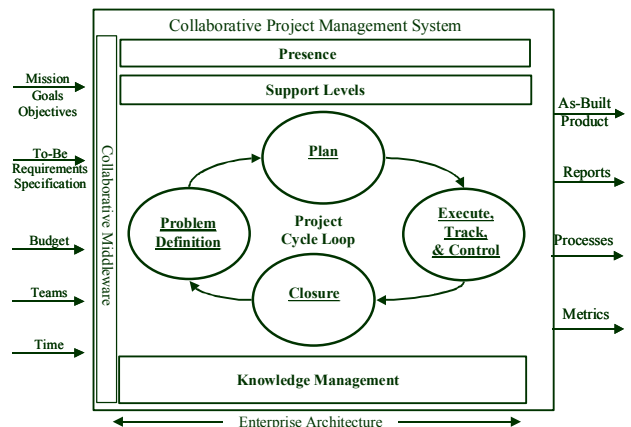 Collaborative Project Management System
Presence
Support Levels
Mission
Goals
Objectives
To-Be
Requirements
Specification
Budget
Teams
Time
Collaborative Middleware
Plan
Problem
Definition
Project
Cycle Loop
Execute,
Track,
& Control
Closure
Knowledge Management
As-Built
Product
Reports
Processes
Metrics
Enterprise Architecture